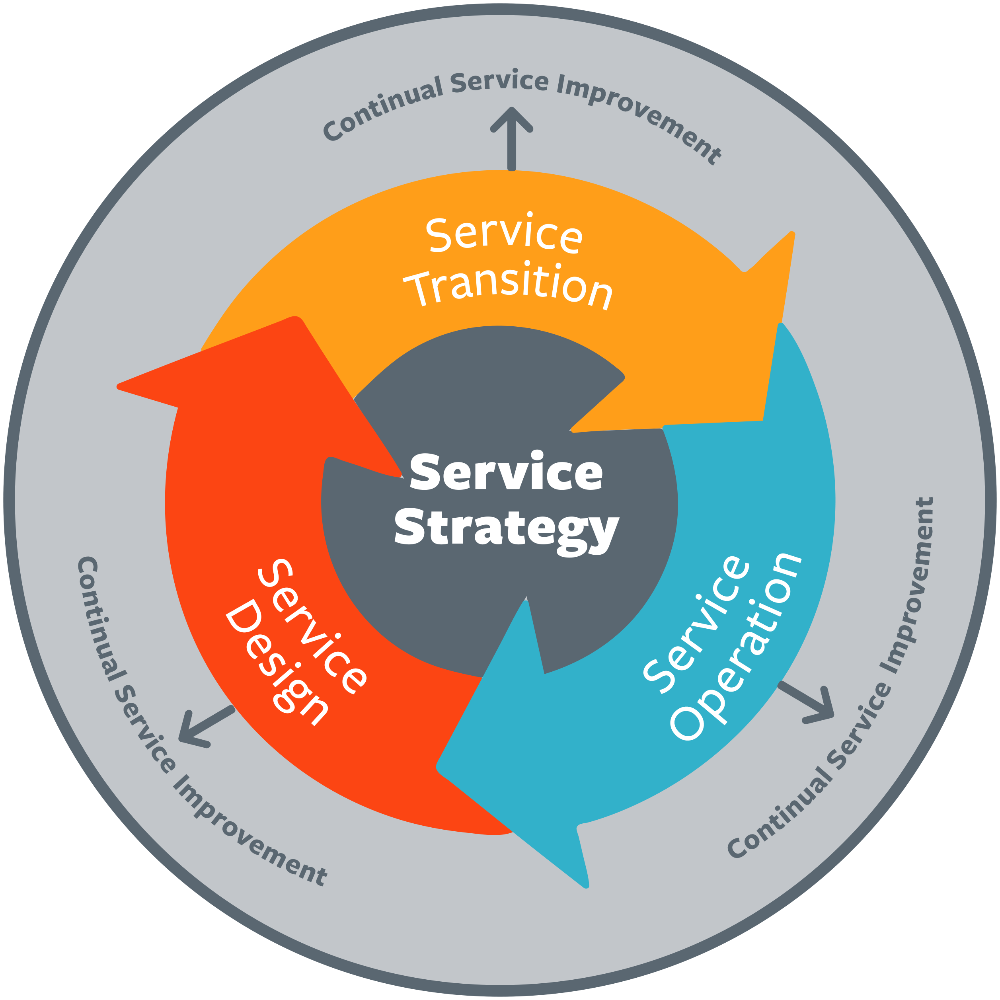 Continual Service Improvement
Service
Transition
Service
Strategy
Service
Design
Service
Operation
Continual Service Improvement
Continual Service Improvement